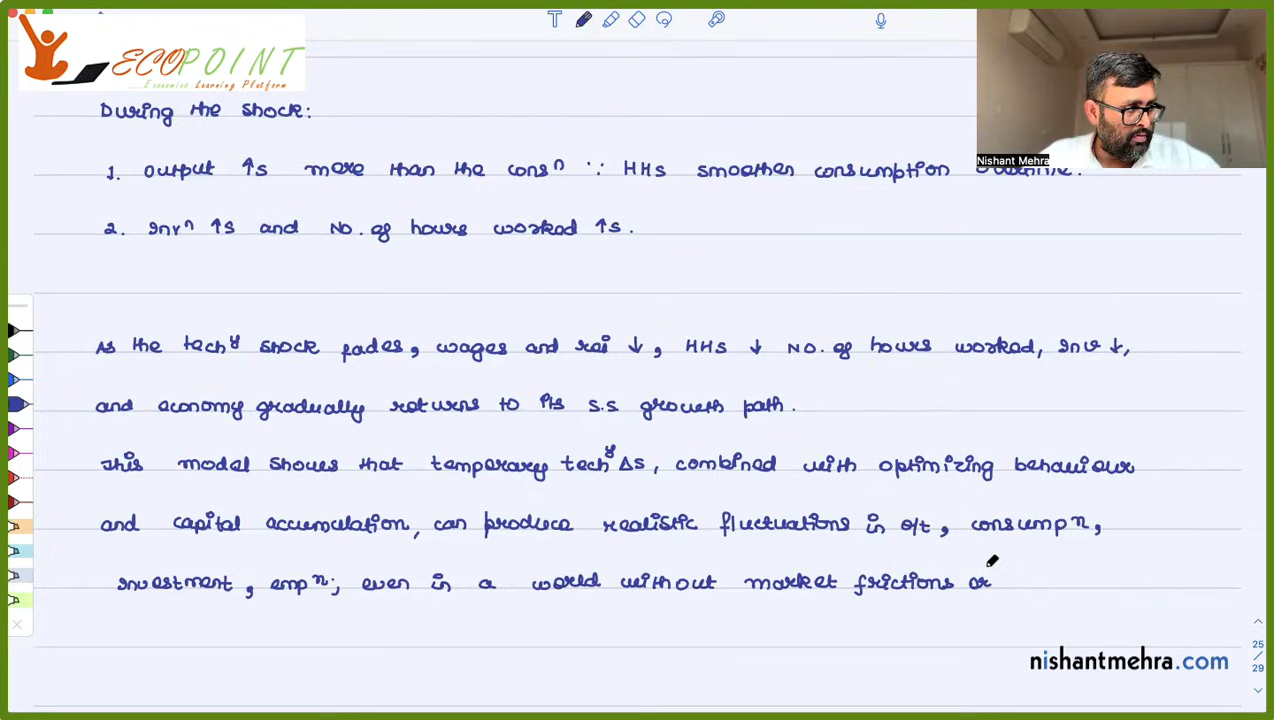 ECOPOINT
.....Economics Learning Platform
T
During the shock:
Nishant Mehra
1. Output ↑s more than the consⁿ ∵ HHs smoothen consumption
2. Invⁿ ↑s and No. of hours worked ↑s.
As the techʸ shock fades, wages and roi ↓, HHs ↓ No. of hours worked, Inv ↓,
and economy gradually returns to its s.s growth path.
This model shows that temporary techʸ Δs, combined with optimizing behaviour
and capital accumulation, can produce realistic fluctuations in o/t, consumpⁿ,
investment, empⁿ; even in a world without market frictions or
nishantmehra.com
25
/
29